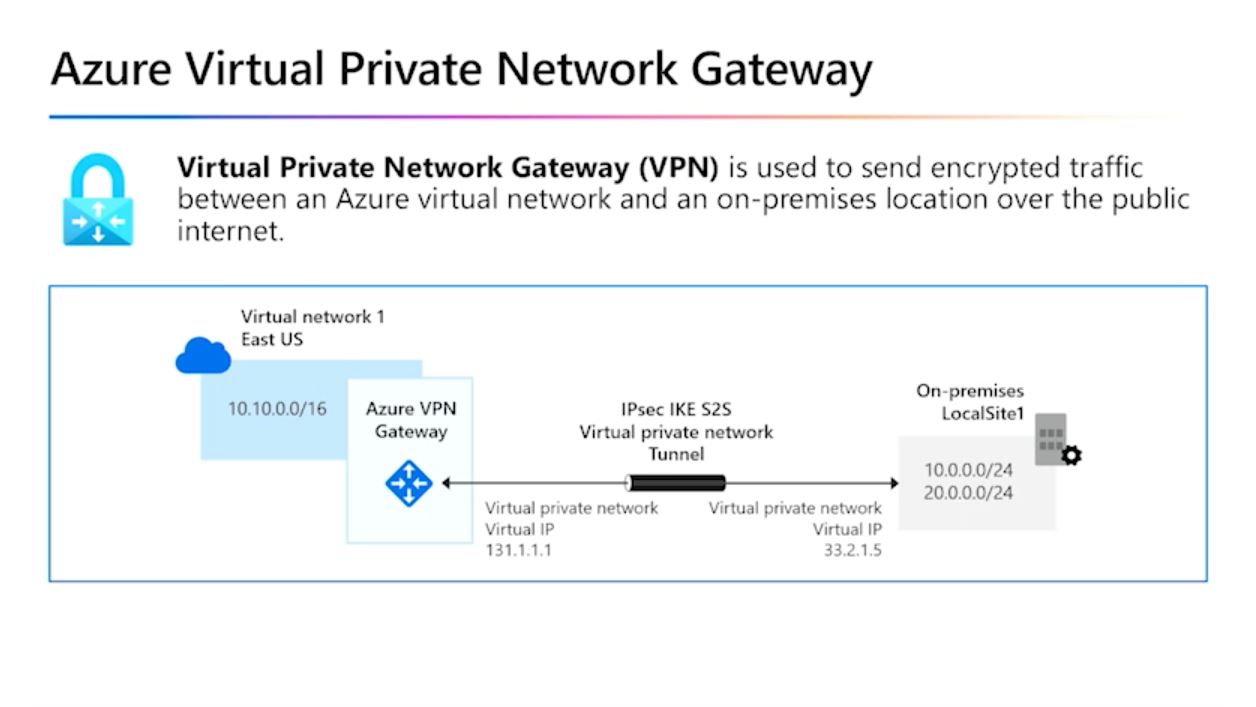 Azure Virtual Private Network Gateway
Virtual Private Network Gateway (VPN) is used to send encrypted traffic
between an Azure virtual network and an on-premises location over the public
internet.
Virtual network 1
East US
10.10.0.0/16
Azure VPN
Gateway
IPsec IKE S2S
Virtual private network
Tunnel
Virtual private network
Virtual IP
131.1.1.1
Virtual private network
Virtual IP
33.2.1.5
On-premises
LocalSite1
10.0.0.0/24
20.0.0.0/24